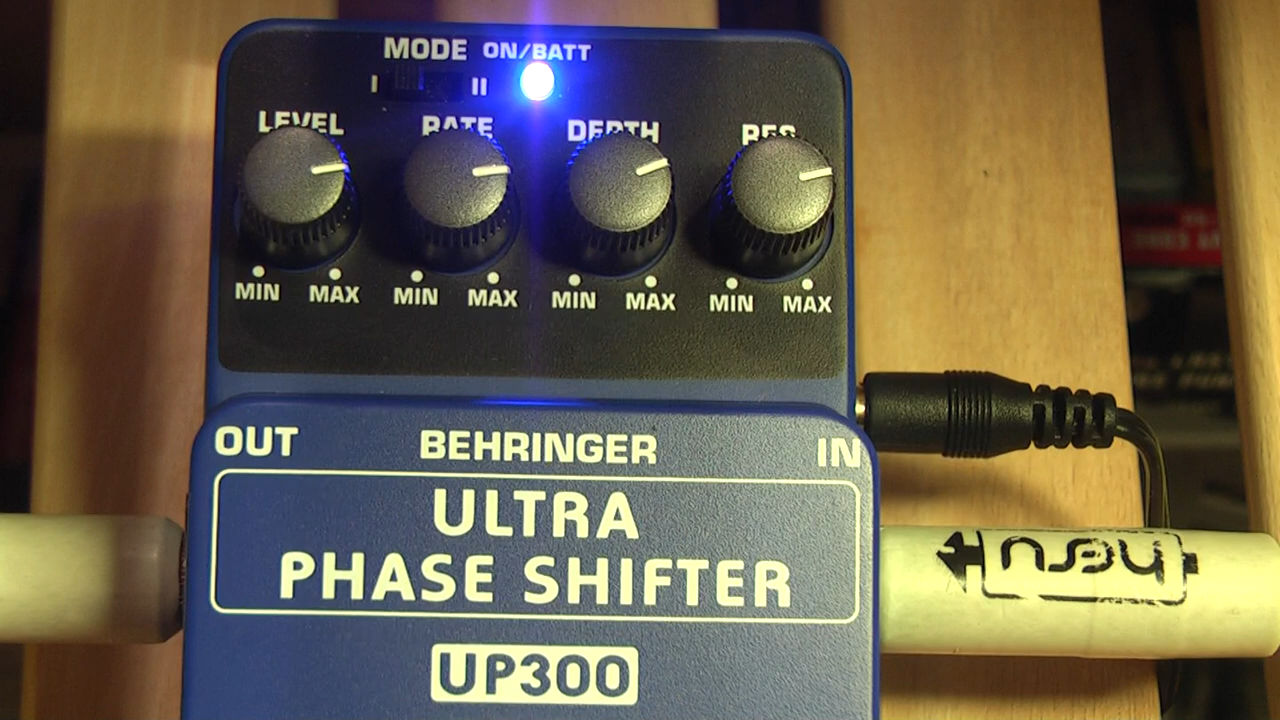 MODE ON/BATT
I II
LEVEL RATE DEPTH RES
MIN MAX MIN MAX MIN MAX MIN MAX
OUT BEHRINGER IN
ULTRA
PHASE SHIFTER
UP300